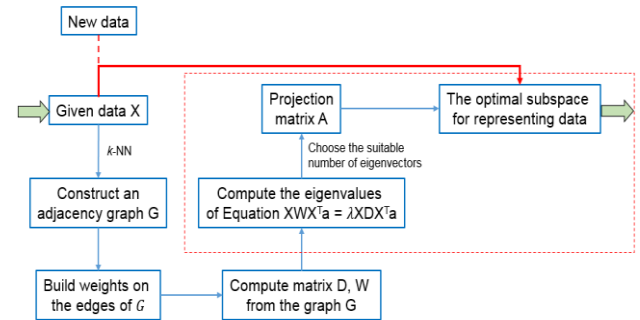 New data
Given data X
k-NN
Construct an
adjacency graph G
Build weights on
the edges of G
Compute matrix D, W
from the graph G
Compute the eigenvalues
of Equation XWXᵀa = λXDXᵀa
Choose the suitable
number of eigenvectors
Projection
matrix A
The optimal subspace
for representing data